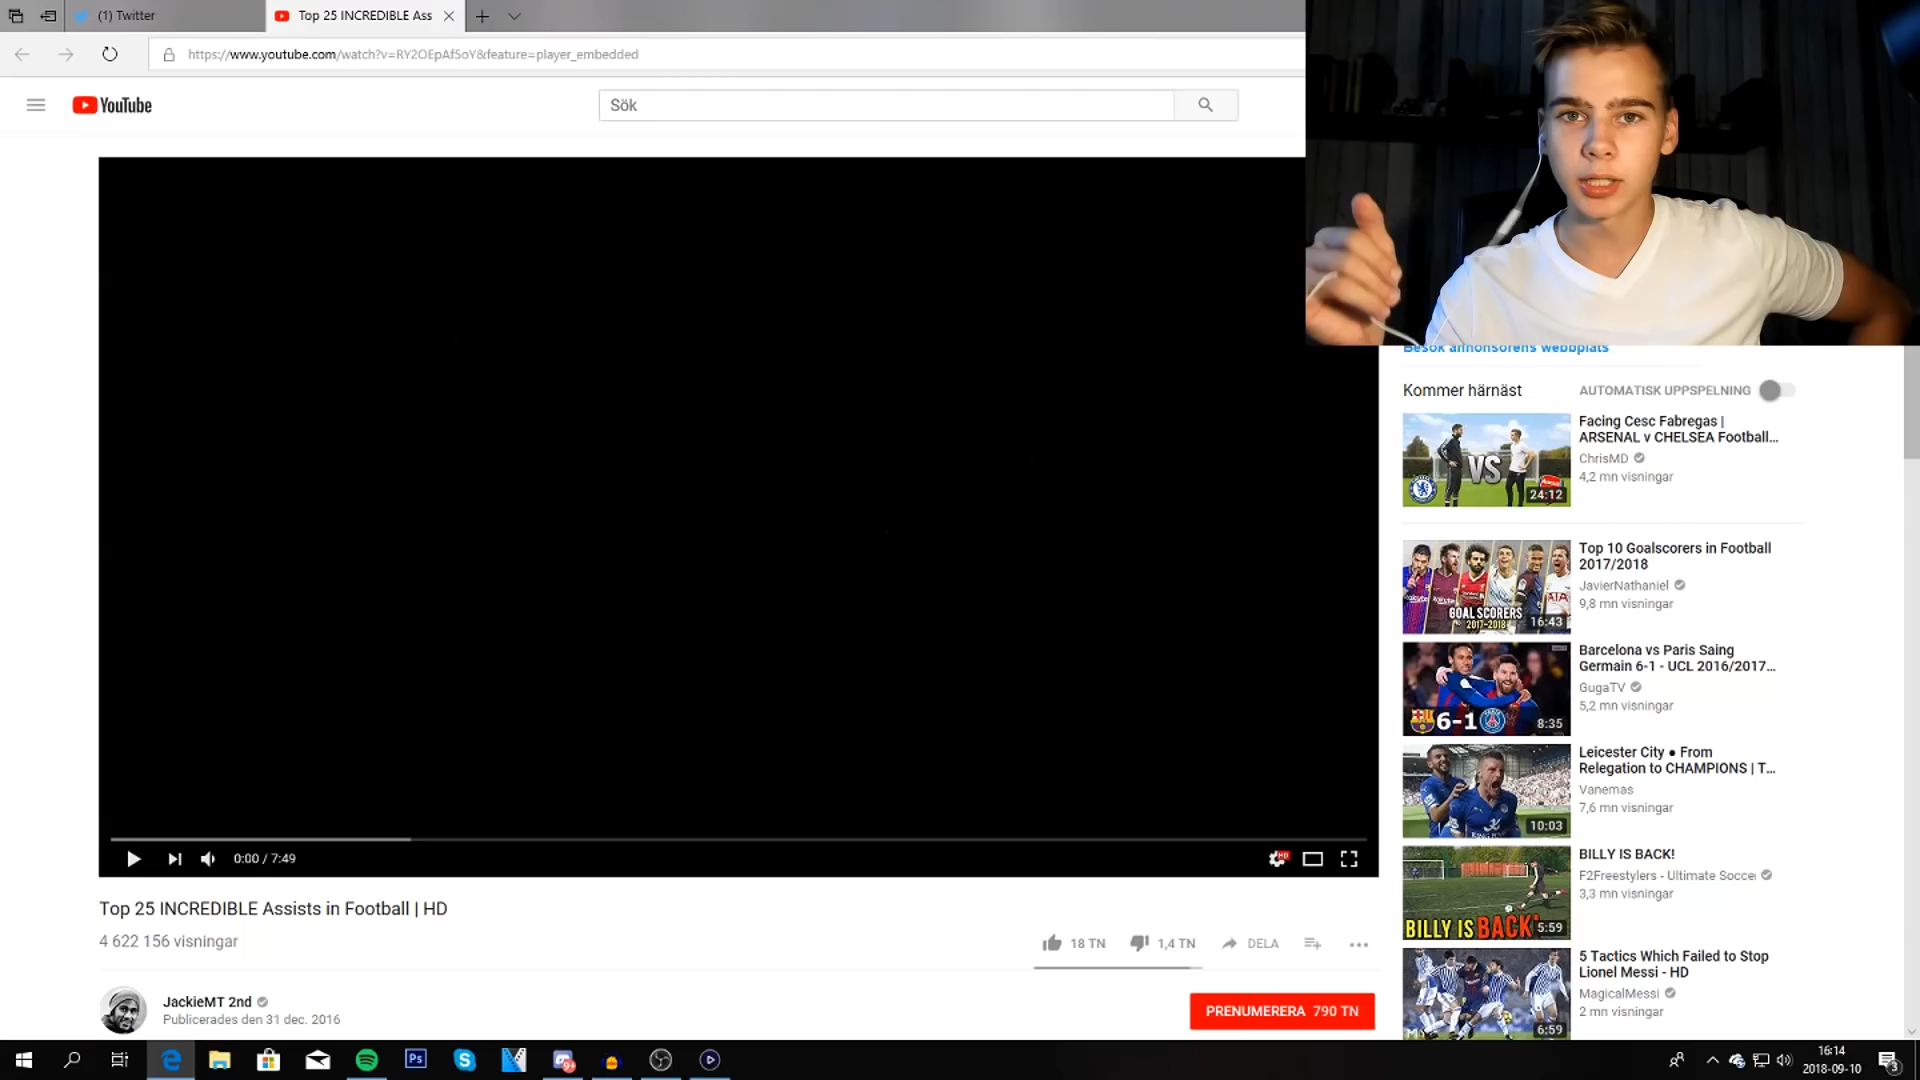 (1) Twitter
Top 25 INCREDIBLE Ass
https://www.youtube.com/watch?v=RY2OEpAf5oY&feature=player_embedded
YouTube
Sök
Besök annonsörens webbplats
Kommer härnäst
AUTOMATISK UPPSPELNING
VS
24:12
Facing Cesc Fabregas |
ARSENAL v CHELSEA Football...
ChrisMD
4,2 mn visningar
GOAL SCORERS
2017-2018
16:43
Top 10 Goalscorers in Football
2017/2018
JavierNathaniel
9,8 mn visningar
6-1
8:35
Barcelona vs Paris Saing
Germain 6-1 - UCL 2016/2017...
GugaTV
5,2 mn visningar
10:03
Leicester City ● From
Relegation to CHAMPIONS | T...
Vanemas
7,6 mn visningar
BILLY IS BACK!
5:59
BILLY IS BACK!
F2Freestylers - Ultimate Soccer
3,3 mn visningar
6:59
5 Tactics Which Failed to Stop
Lionel Messi - HD
MagicalMessi
2 mn visningar
0:00 / 7:49
HD
Top 25 INCREDIBLE Assists in Football | HD
4 622 156 visningar
18 TN
1,4 TN
DELA
JackieMT 2nd
Publicerades den 31 dec. 2016
PRENUMERERA 790 TN
Ps
9+
16:14
2018-09-10
3